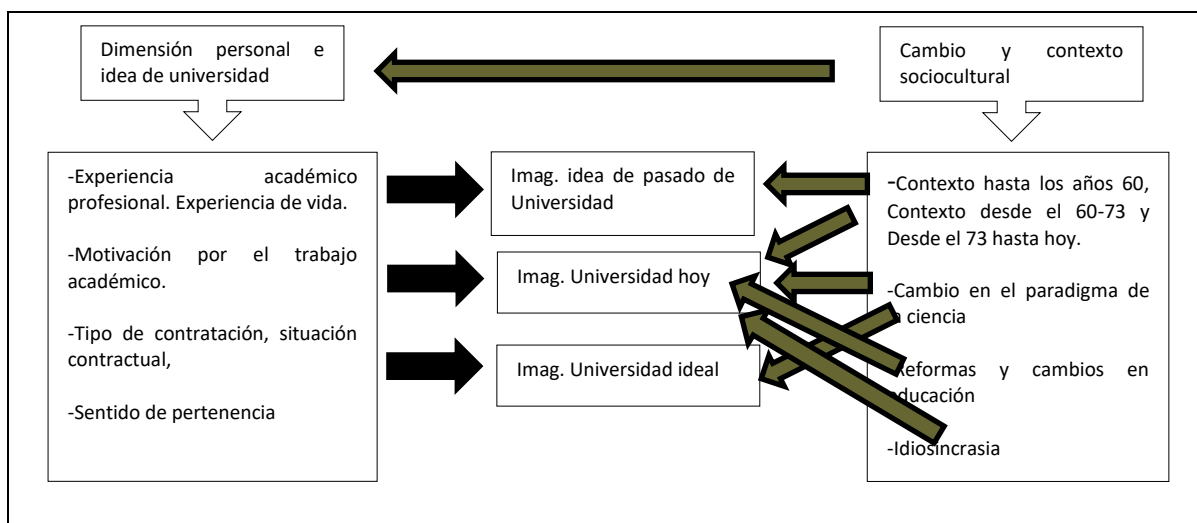 Dimensión personal e
idea de universidad
Cambio y contexto
sociocultural
-Experiencia académico
profesional. Experiencia de vida.
-Motivación por el trabajo
académico.
-Tipo de contratación, situación
contractual,
-Sentido de pertenencia
Imag. idea de pasado de
Universidad
Imag. Universidad hoy
Imag. Universidad ideal
-Contexto hasta los años 60,
Contexto desde el 60-73 y
Desde el 73 hasta hoy.
-Cambio en el paradigma de
ciencia
Reformas y cambios en
educación
-Idiosincrasia